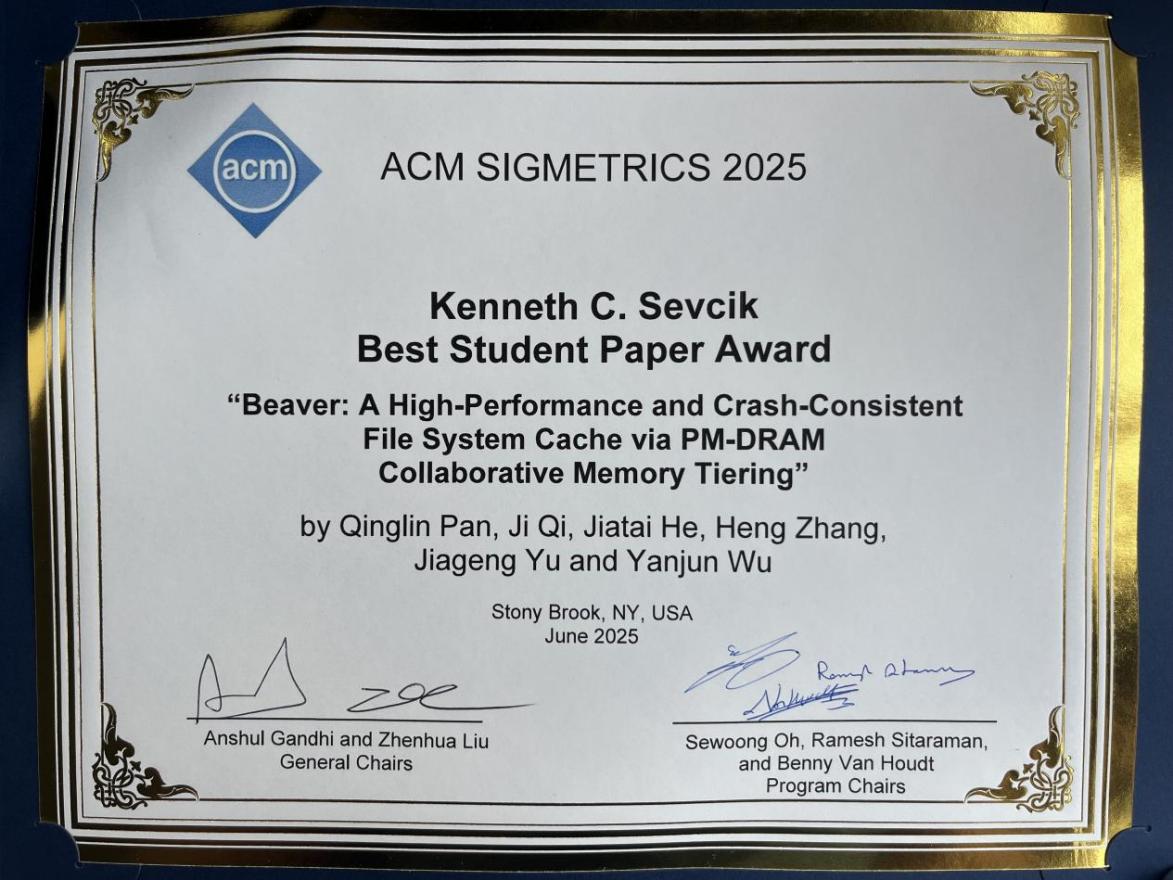 acm
ACM SIGMETRICS 2025
Kenneth C. Sevcik
Best Student Paper Award
“Beaver: A High-Performance and Crash-Consistent
File System Cache via PM-DRAM
Collaborative Memory Tiering”
by Qinglin Pan, Ji Qi, Jiatai He, Heng Zhang,
Jiageng Yu and Yanjun Wu
Stony Brook, NY, USA
June 2025
Anshul Gandhi and Zhenhua Liu
General Chairs
Sewoong Oh, Ramesh Sitaraman,
and Benny Van Houdt
Program Chairs